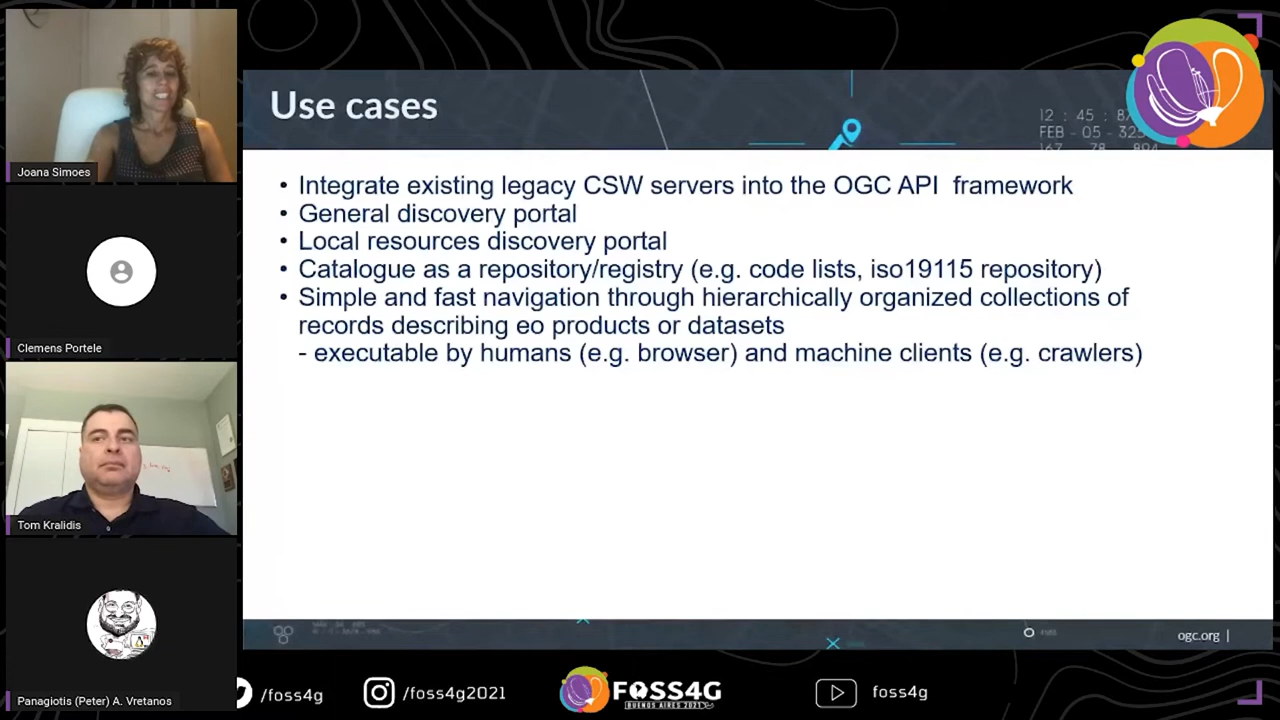 Joana Simoes
Clemens Portele
Tom Kralidis
Panagiotis (Peter) A. Vretanos
Use cases
12 : 45 :
FEB - 05 -
• Integrate existing legacy CSW servers into the OGC API framework
• General discovery portal
• Local resources discovery portal
• Catalogue as a repository/registry (e.g. code lists, iso19115 repository)
• Simple and fast navigation through hierarchically organized collections of
records describing eo products or datasets
- executable by humans (e.g. browser) and machine clients (e.g. crawlers)
ogc.org |
/foss4g
/foss4g2021
FOSS4G
BUENOS AIRES 2021
foss4g